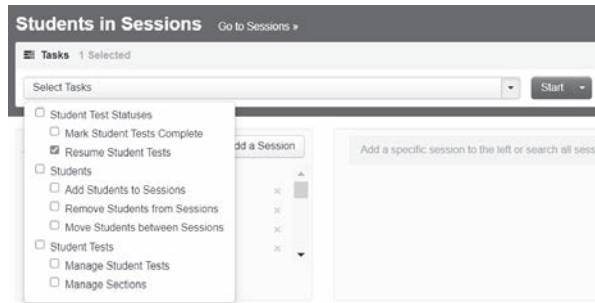 Students in Sessions Go to Sessions »
Tasks 1 Selected
Select Tasks Start
Student Test Statuses
Mark Student Tests Complete
Resume Student Tests
Students
Add Students to Sessions
Remove Students from Sessions
Move Students between Sessions
Student Tests
Manage Student Tests
Manage Sections
dd a Session
Add a specific session to the left or search all sess